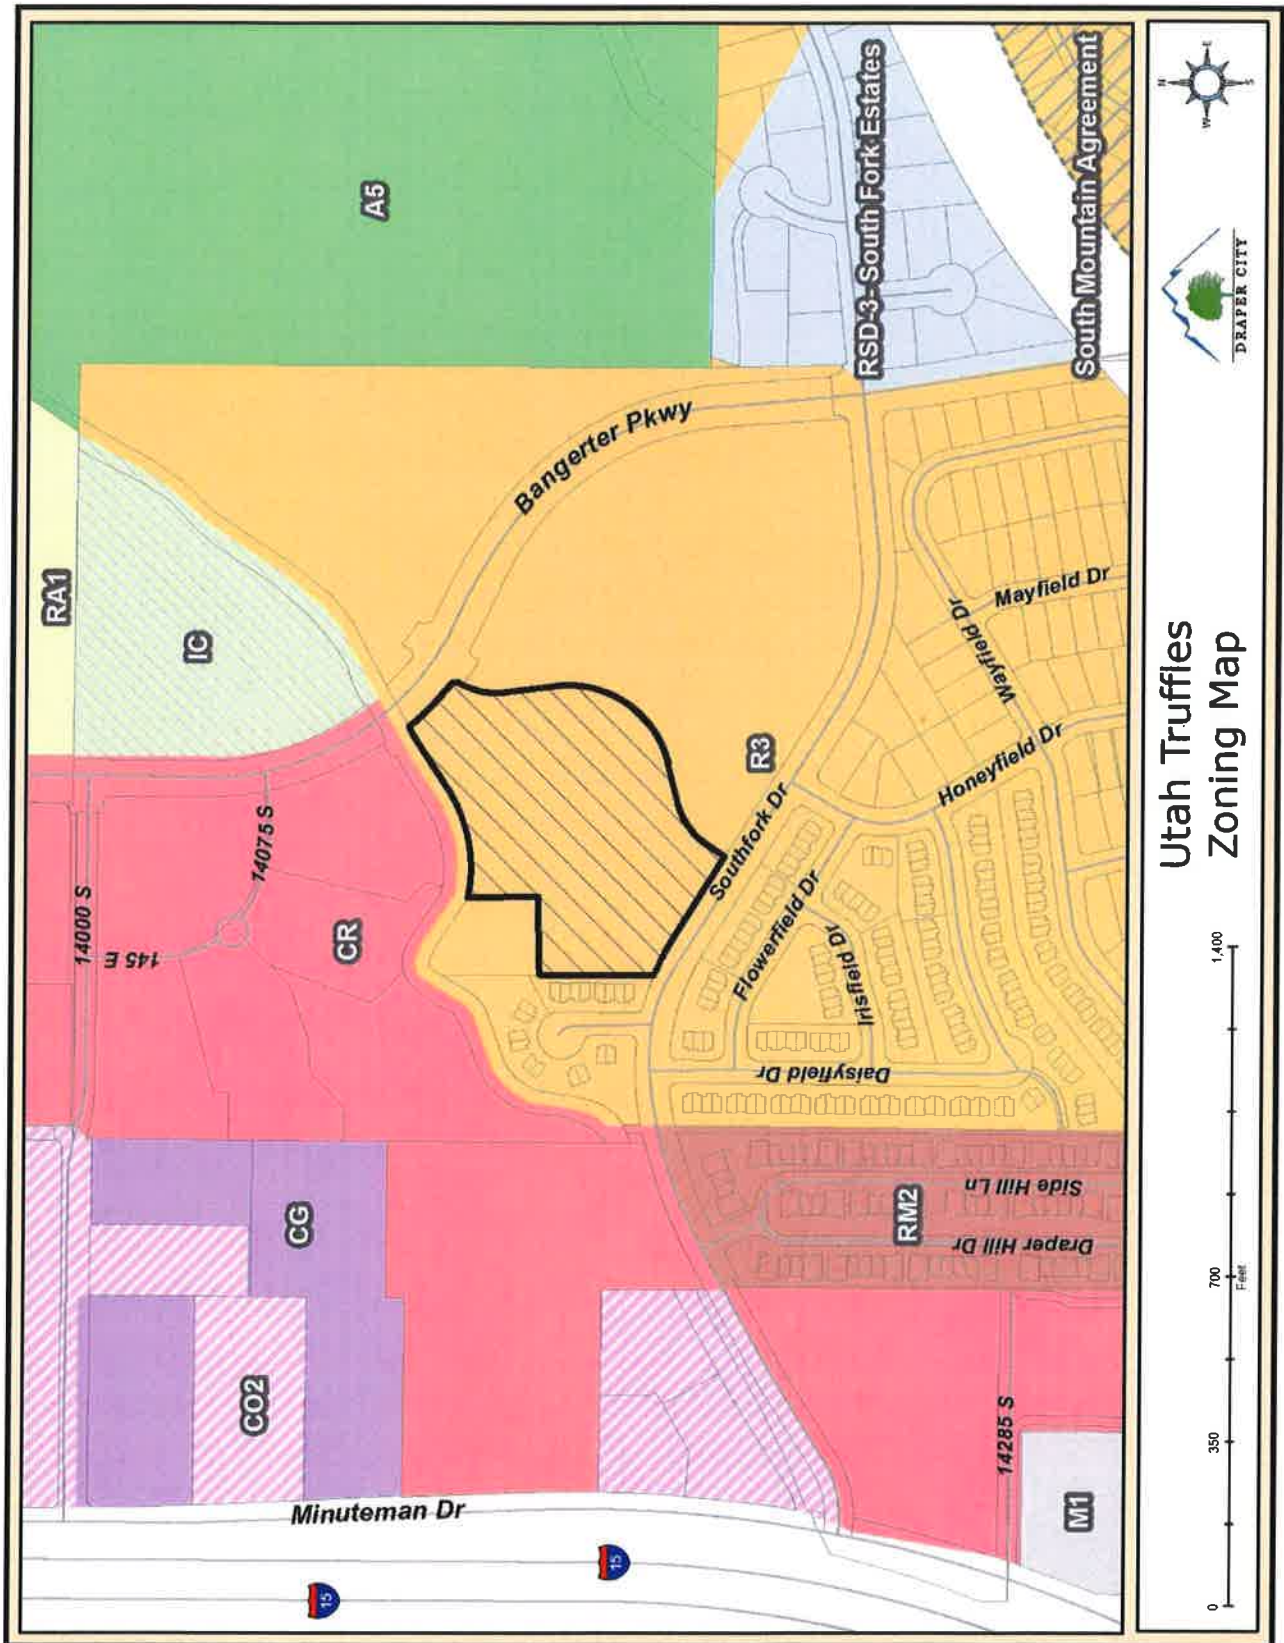 RA1
A5
IC
14000 S
145 E
14075 S
CR
CG
CO2
Minuteman Dr
15
15
Bangerter Pkwy
RSD-3- South Fork Estates
South Mountain Agreement
R3
Southfork Dr
Flowerfield Dr
Irisfield Dr
Daisyfield Dr
Honeyfield Dr
Wayfield Dr
Mayfield Dr
RM2
Side Hill Ln
Draper Hill Dr
14285 S
M1
N
E
S
W
DRAPER CITY
Utah Truffles
Zoning Map
0 350 700 1,400
Feet